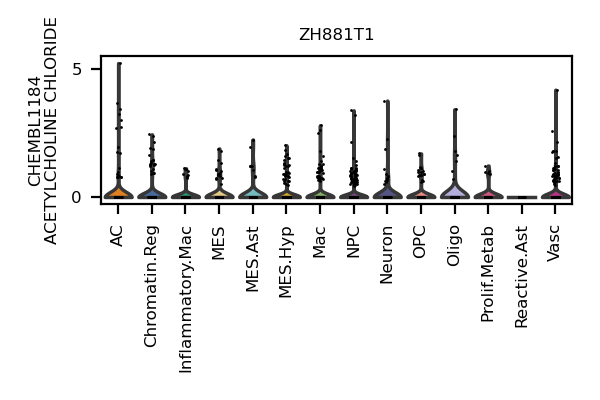 ZH881T1
CHEMBL1184
ACETYLCHOLINE CHLORIDE
5
0
AC
Chromatin.Reg
Inflammatory.Mac
MES
MES.Ast
MES.Hyp
Mac
NPC
Neuron
OPC
Oligo
Prolif.Metab
Reactive.Ast
Vasc